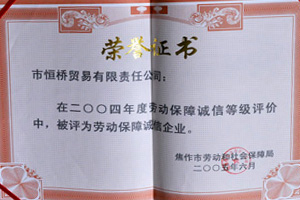 荣誉证书
市恒桥贸易有限责任公司：
在二〇〇四年度劳动保障诚信等级评价
中，被评为劳动保障诚信企业。
焦作市劳动和社会保障局
二〇〇五年六月